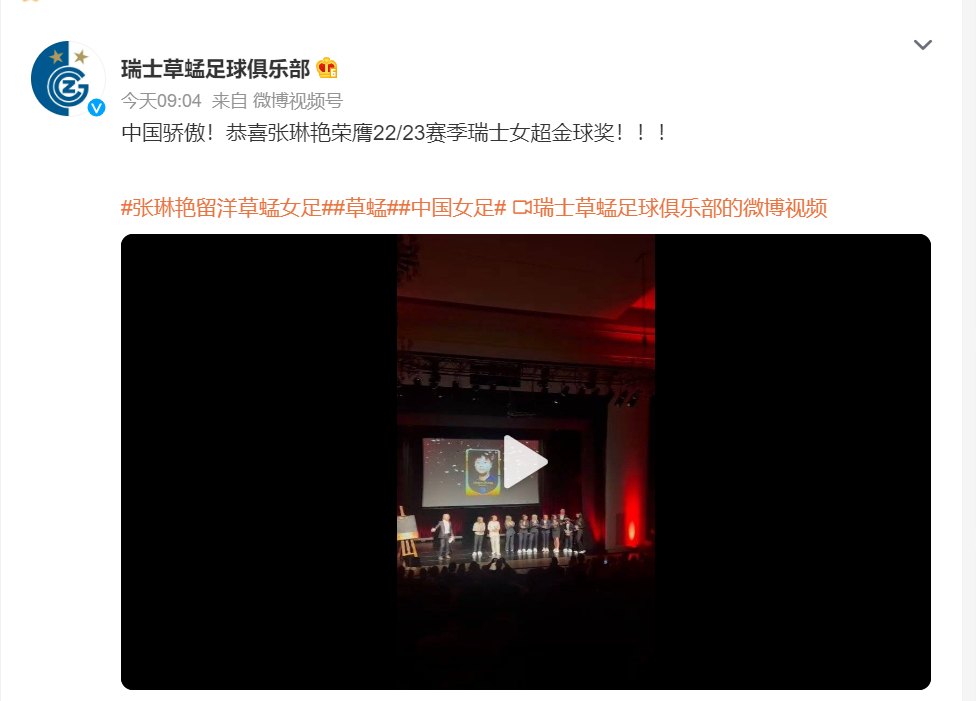 瑞士草蜢足球俱乐部
今天09:04 来自 微博视频号
中国骄傲！恭喜张琳艳荣膺22/23赛季瑞士女超金球奖！！！
#张琳艳留洋草蜢女足##草蜢##中国女足# 瑞士草蜢足球俱乐部的微博视频